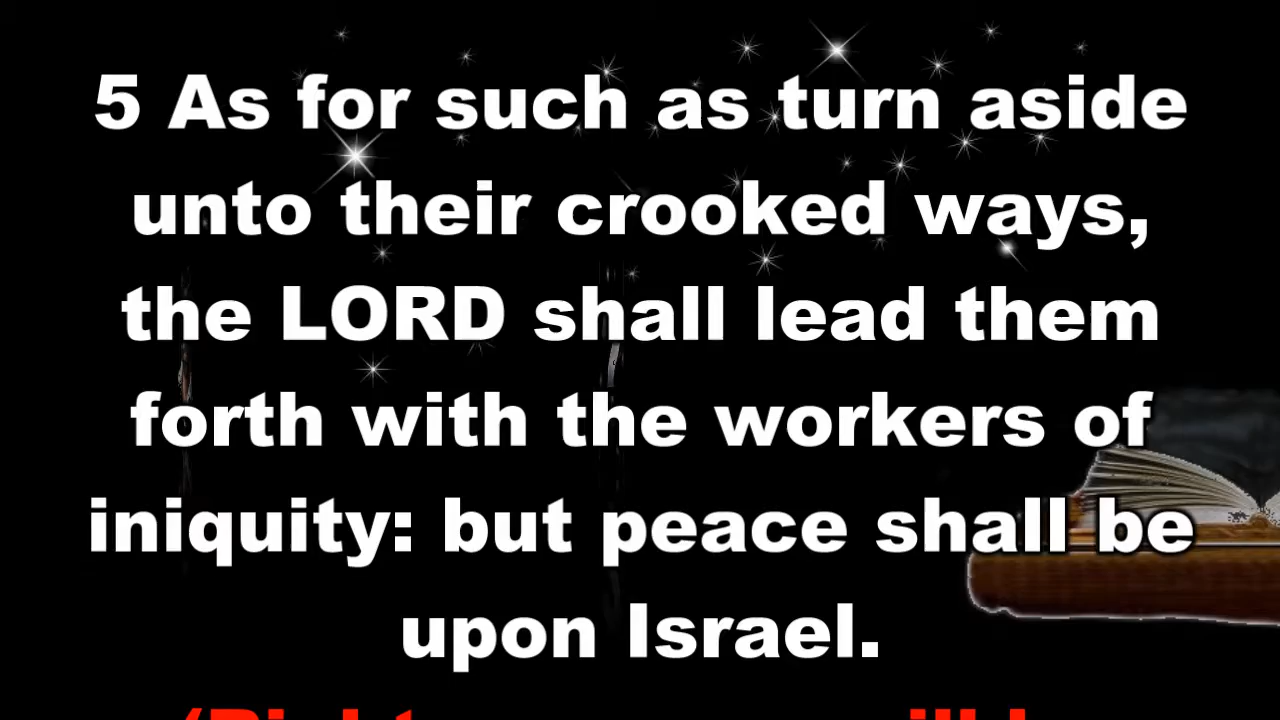 5 As for such as turn aside
unto their crooked ways,
the LORD shall lead them
forth with the workers of
iniquity: but peace shall be
upon Israel.